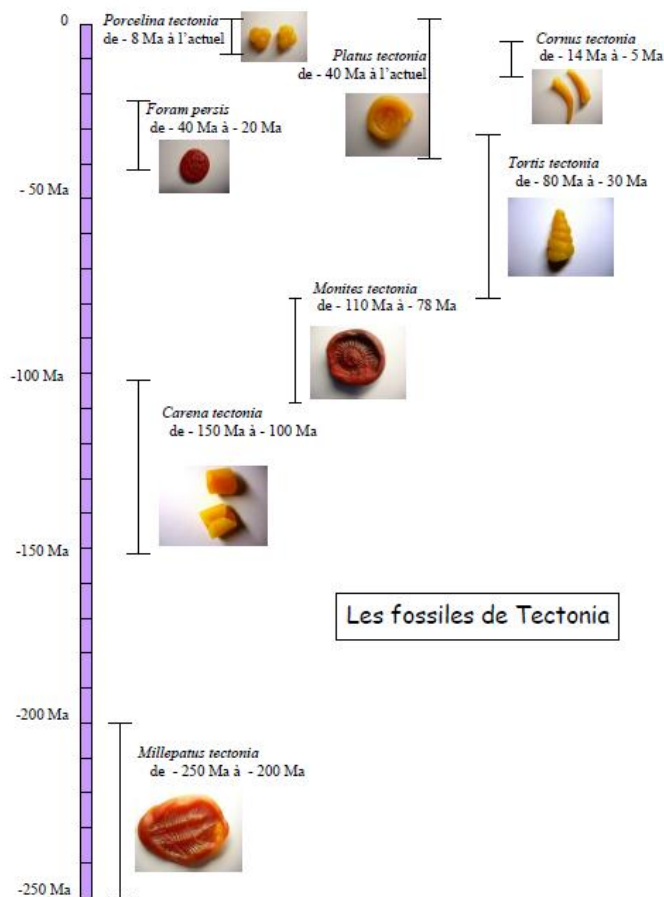 0
Porcelina tectonia
de - 8 Ma à l'actuel
Platus tectonia
de - 40 Ma à l'actuel
Cornus tectonia
de - 14 Ma à - 5 Ma
Foram persis
de - 40 Ma à - 20 Ma
Tortis tectonia
de - 80 Ma à - 30 Ma
- 50 Ma
Monites tectonia
de - 110 Ma à - 78 Ma
-100 Ma
Carena tectonia
de - 150 Ma à - 100 Ma
-150 Ma
Les fossiles de Tectonia
-200 Ma
Millepatus tectonia
de - 250 Ma à - 200 Ma
-250 Ma